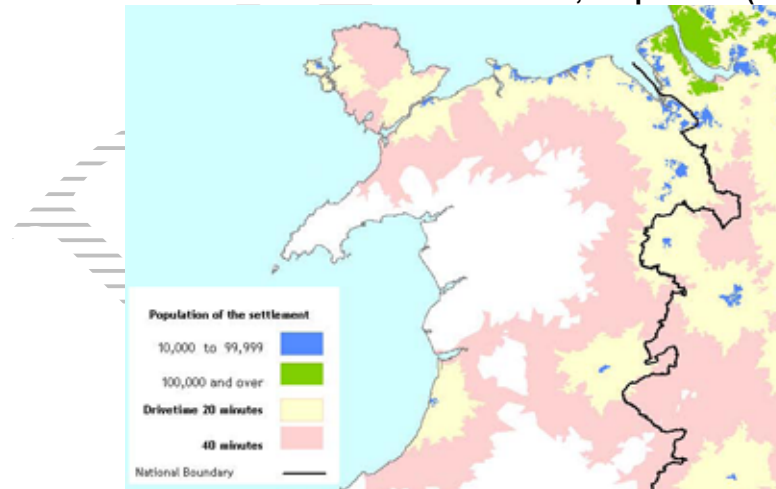 Population of the settlement
10,000 to 99,999
100,000 and over
Drivetime 20 minutes
40 minutes
National Boundary